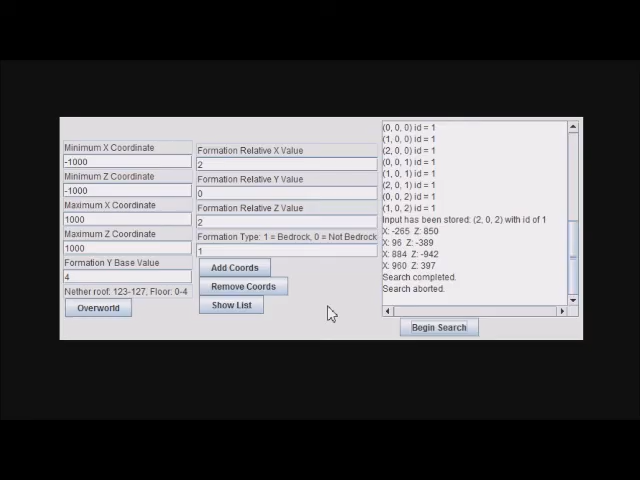 Minimum X Coordinate
-1000
Minimum Z Coordinate
-1000
Maximum X Coordinate
1000
Maximum Z Coordinate
1000
Formation Y Base Value
4
Nether roof: 123-127, Floor: 0-4
Overworld
Formation Relative X Value
2
Formation Relative Y Value
0
Formation Relative Z Value
2
Formation Type: 1 = Bedrock, 0 = Not Bedrock
1
Add Coords
Remove Coords
Show List
(0, 0, 0) id = 1
(1, 0, 0) id = 1
(2, 0, 0) id = 1
(0, 0, 1) id = 1
(1, 0, 1) id = 1
(2, 0, 1) id = 1
(0, 0, 2) id = 1
(1, 0, 2) id = 1
Input has been stored: (2, 0, 2) with id of 1
X: -265 Z: 850
X: 96 Z: -389
X: 884 Z: -942
X: 960 Z: 397
Search completed.
Search aborted.
Begin Search